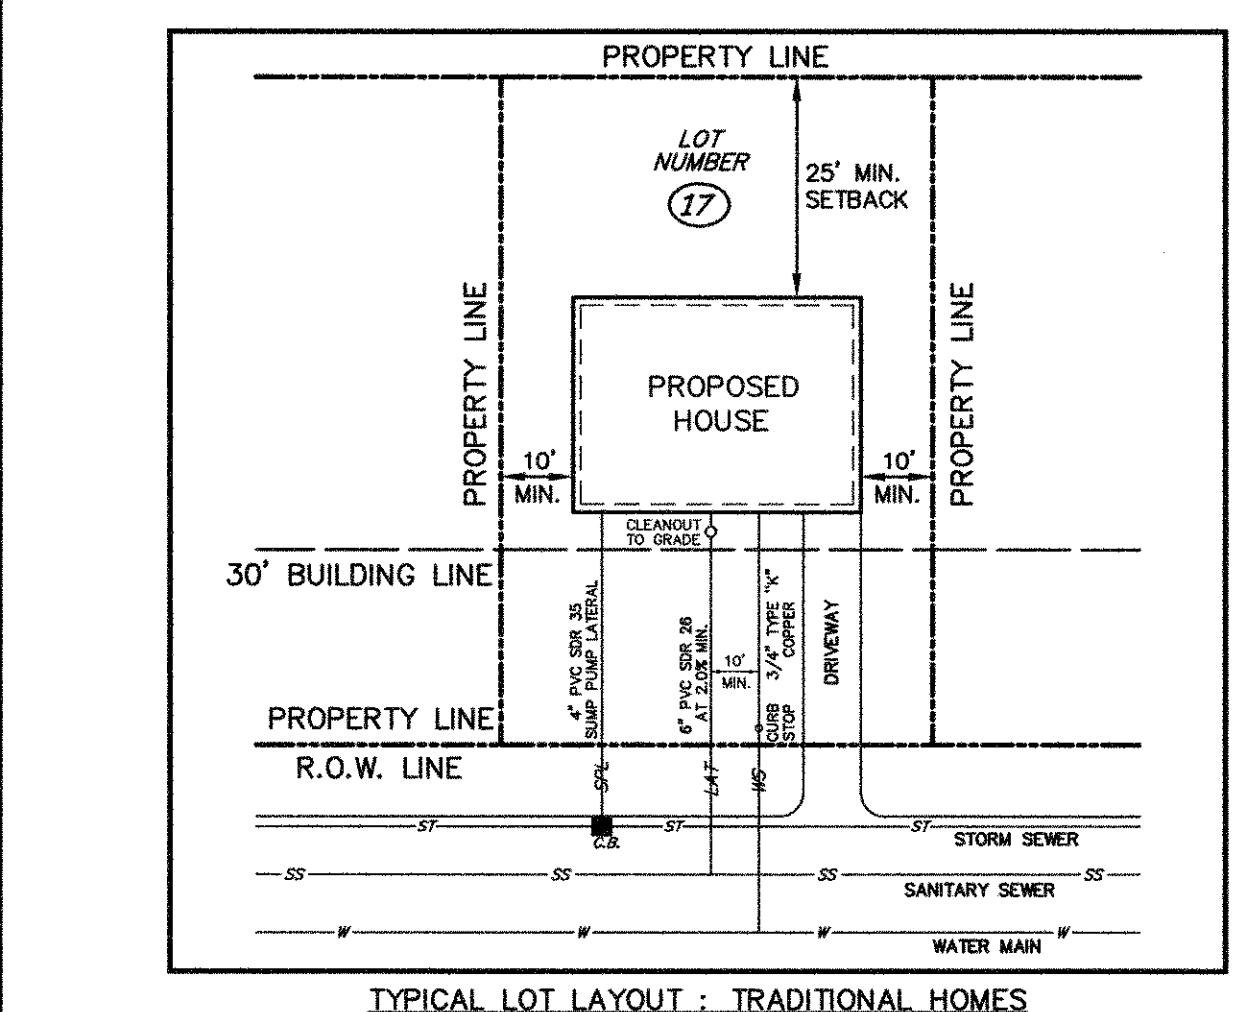 PROPERTY LINE
LOT
NUMBER
17
25' MIN.
SETBACK
PROPERTY LINE
PROPERTY LINE
PROPOSED
HOUSE
10'
MIN.
10'
MIN.
CLEANOUT
TO GRADE
30' BUILDING LINE
4" PVC SDR 35
SUMP PUMP LATERAL
6" PVC SDR 26
AT 2.0% MIN.
10'
MIN.
3/4" TYPE "K"
COPPER
CURB
STOP
DRIVEWAY
PROPERTY LINE
R.O.W. LINE
SPL
LAT
WS
ST
ST
ST
C.B.
STORM SEWER
SS
SS
SS
SS
SANITARY SEWER
W
W
W
W
WATER MAIN
TYPICAL LOT LAYOUT : TRADITIONAL HOMES